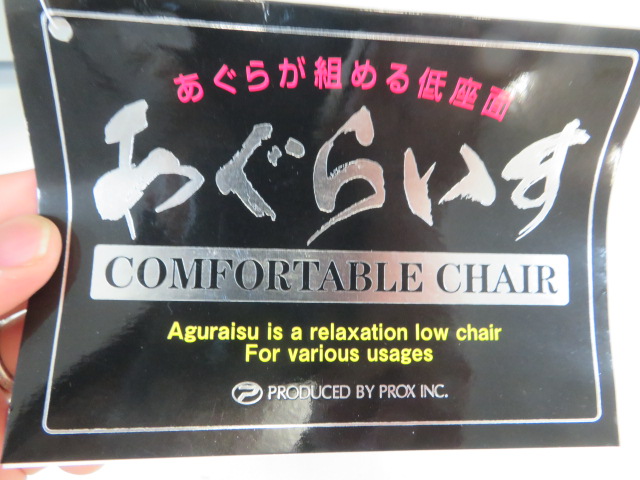 あぐらが組める低座面
あぐらいす
COMFORTABLE CHAIR
Aguraisu is a relaxation low chair
For various usages
PRODUCED BY PROX INC.